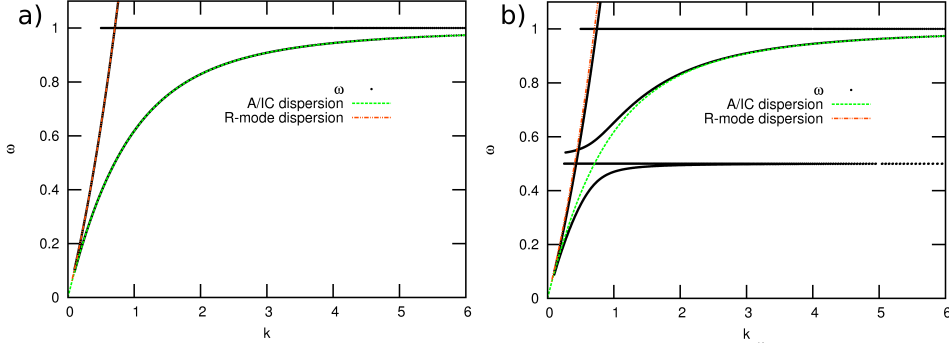 a)
1
0.8
0.6
0.4
0.2
0
ω
ω
A/IC dispersion
R-mode dispersion
0 1 2 3 4 5 6
k
b)
1
0.8
0.6
0.4
0.2
0
ω
ω
A/IC dispersion
R-mode dispersion
0 1 2 3 4 5 6
k